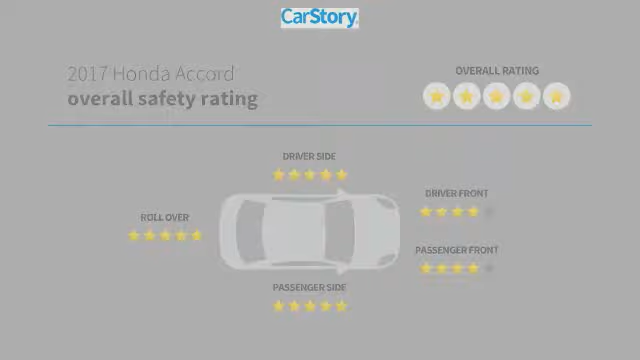 CarStory
2017 Honda Accord
overall safety rating
OVERALL RATING
DRIVER SIDE
DRIVER FRONT
ROLL OVER
PASSENGER FRONT
PASSENGER SIDE